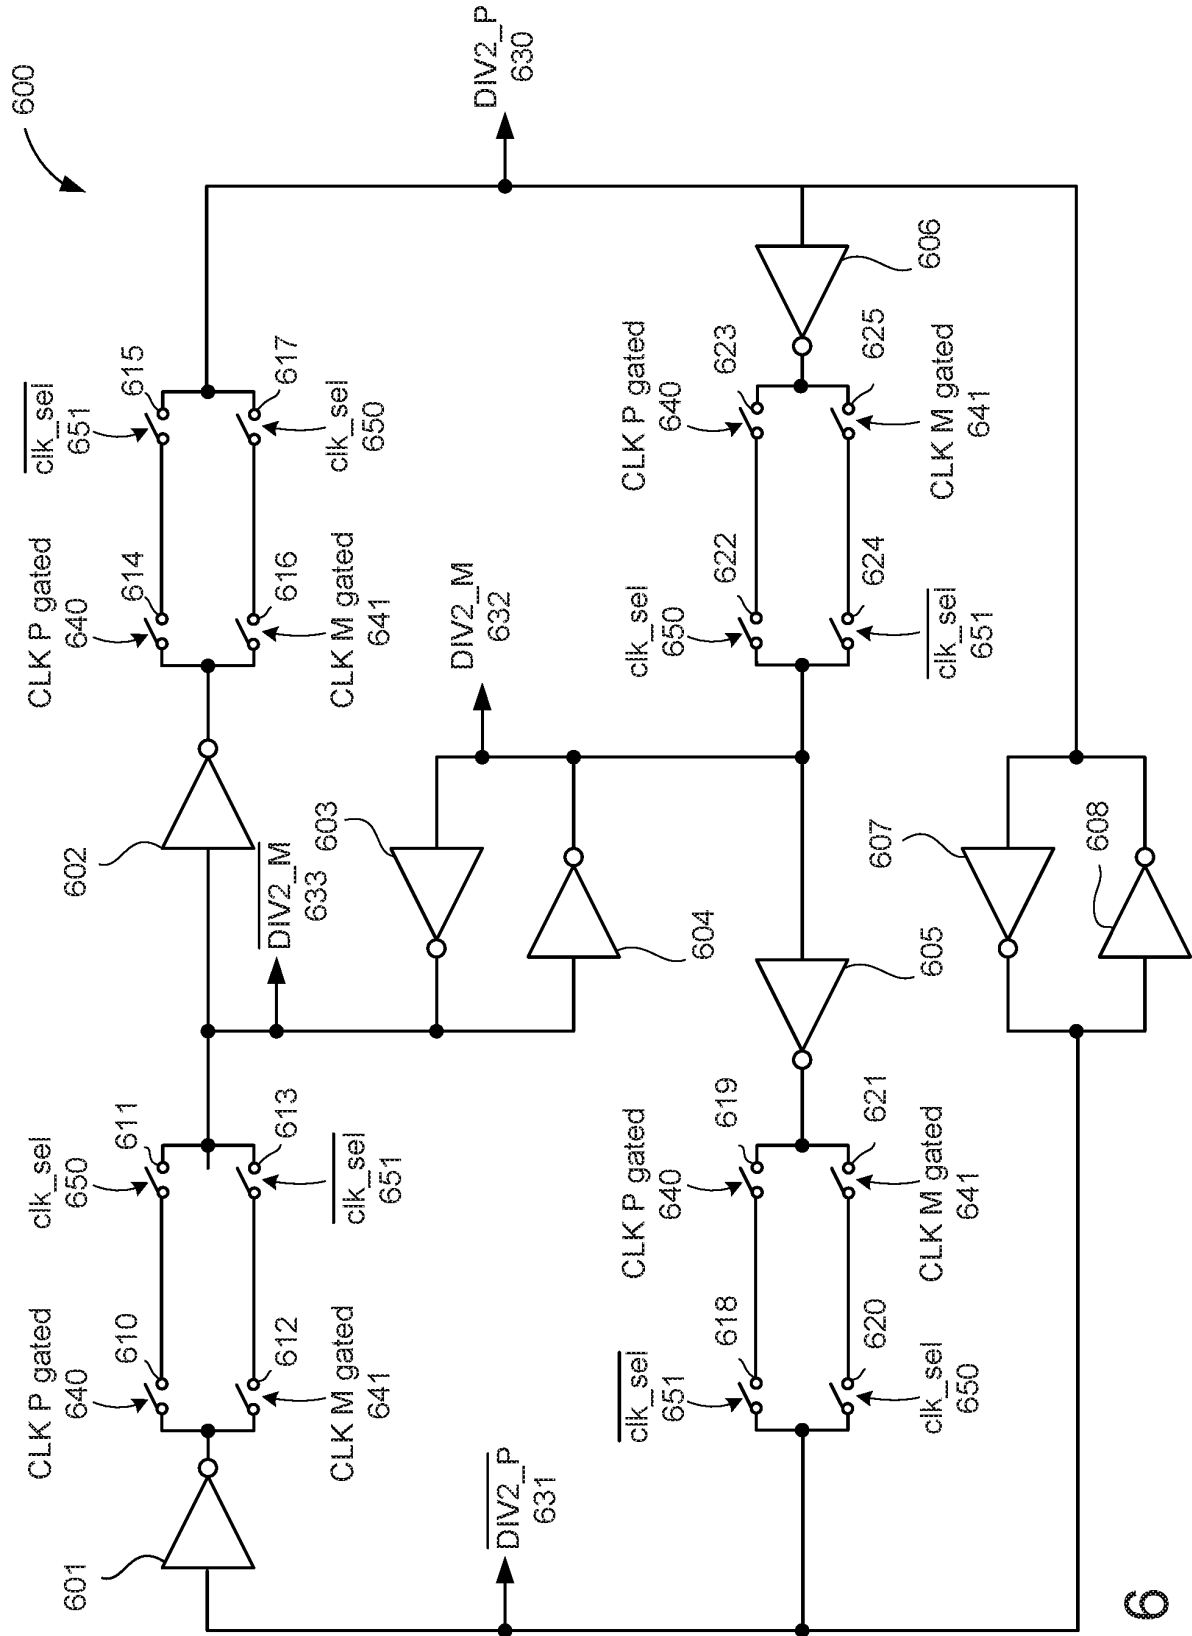 600
CLK P gated
640
614
clk_sel
651
615
616
CLK M gated
641
617
clk_sel
650
DIV2_P
630
CLK P gated
640
610
clk_sel
650
611
612
CLK M gated
641
613
clk_sel
651
601
602
DIV2_M
633
603
604
DIV2_M
632
DIV2_P
631
clk_sel
651
618
CLK P gated
640
619
620
clk_sel
650
621
CLK M gated
641
605
clk_sel
650
622
CLK P gated
640
623
624
clk_sel
651
625
CLK M gated
641
606
607
608
6